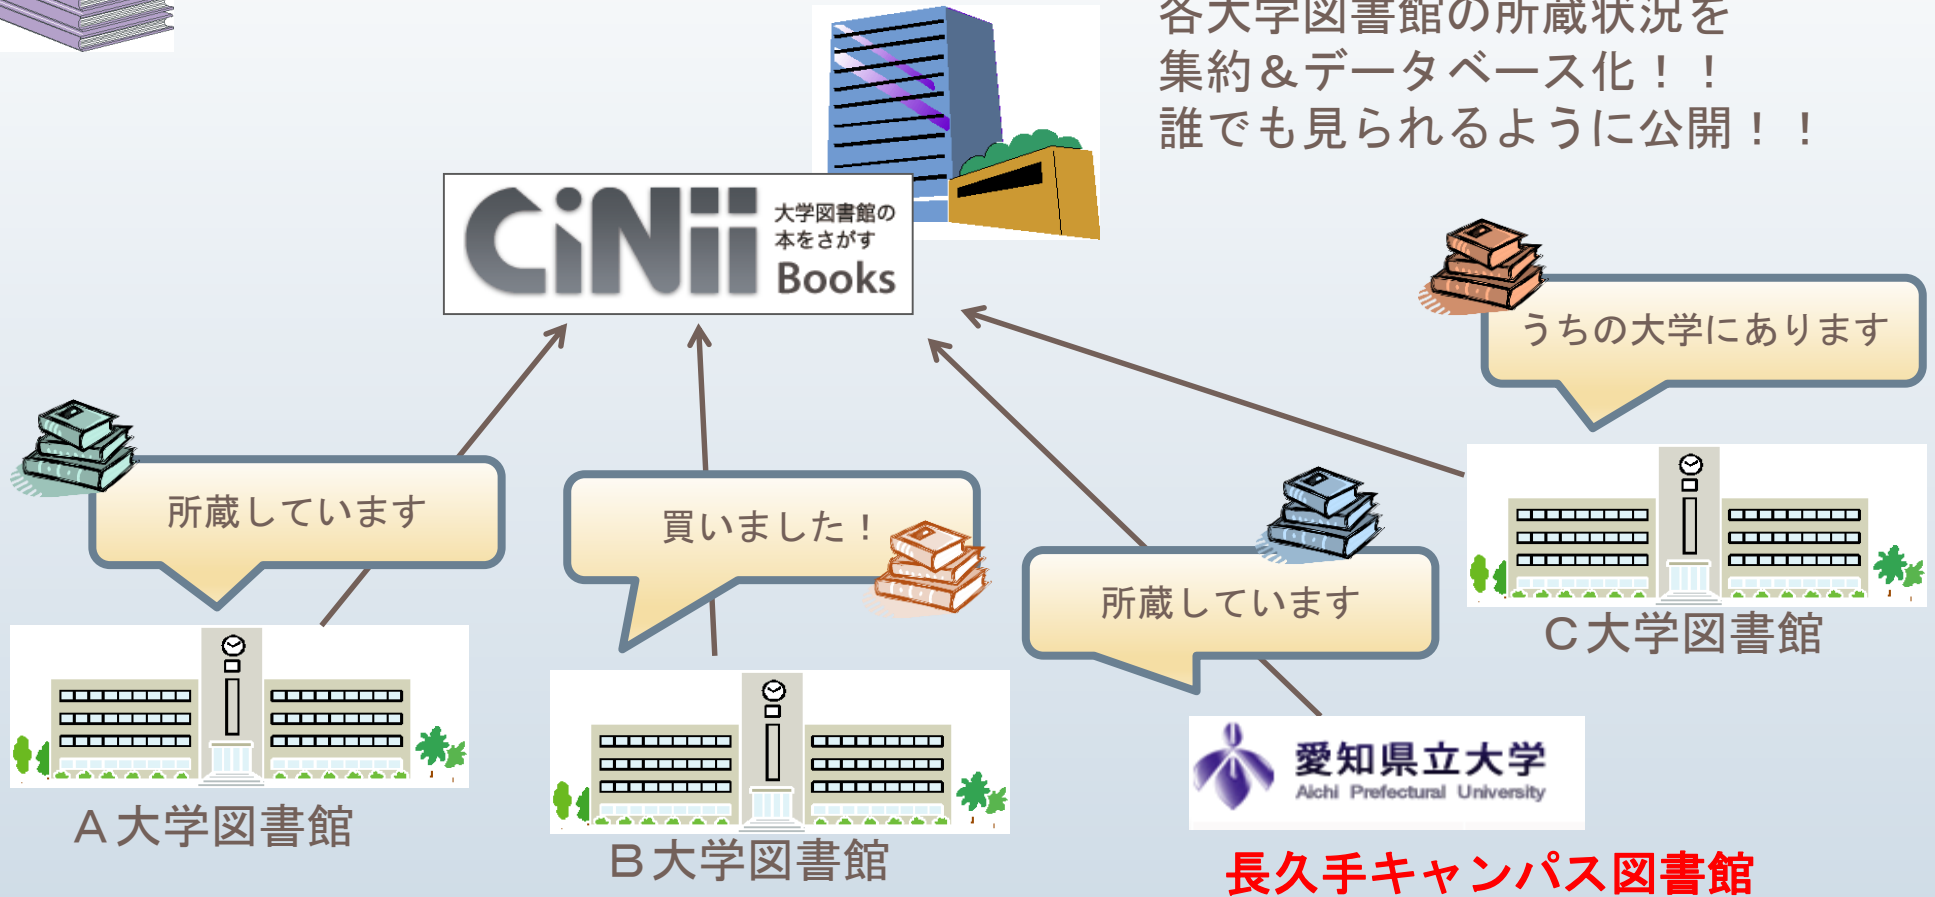 各大学図書館の所蔵状況を
集約＆データベース化！！
誰でも見られるように公開！！
CiNii
大学図書館の
本をさがす
Books
うちの大学にあります
所蔵しています
買いました！
所蔵しています
Ｃ大学図書館
Ａ大学図書館
Ｂ大学図書館
愛知県立大学
Aichi Prefectural University
長久手キャンパス図書館